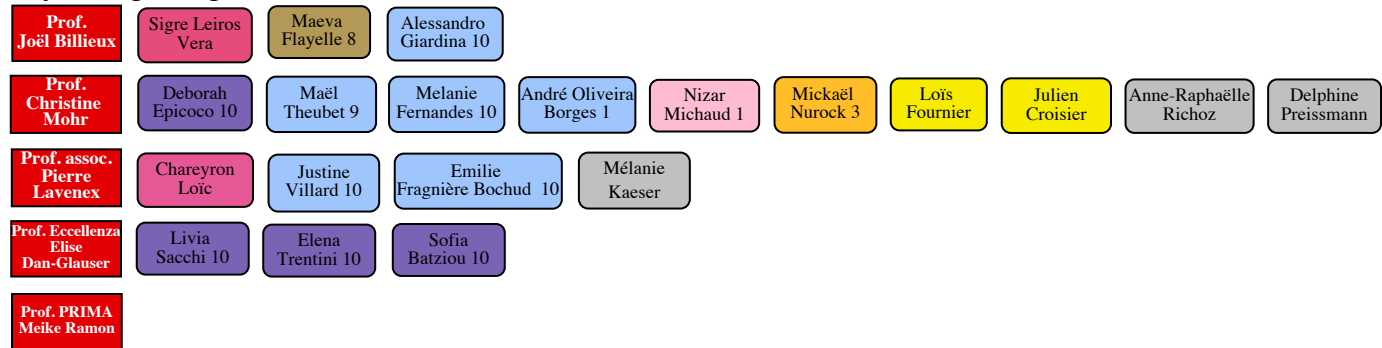 Prof.
Joël Billieux
Sigre Leiros
Vera
Maeva
Flayelle 8
Alessandro
Giardina 10
Prof.
Christine
Mohr
Deborah
Epicoco 10
Maël
Theubet 9
Melanie
Fernandes 10
André Oliveira
Borges 1
Nizar
Michaud 1
Mickaël
Nurock 3
Loïs
Fournier
Julien
Croisier
Anne-Raphaëlle
Richoz
Delphine
Preissmann
Prof. assoc.
Pierre
Lavenex
Chareyron
Loïc
Justine
Villard 10
Emilie
Fragnière Bochud 10
Mélanie
Kaeser
Prof. Eccellenza
Elise
Dan-Glauser
Livia
Sacchi 10
Elena
Trentini 10
Sofia
Batziou 10
Prof. PRIMA
Meike Ramon